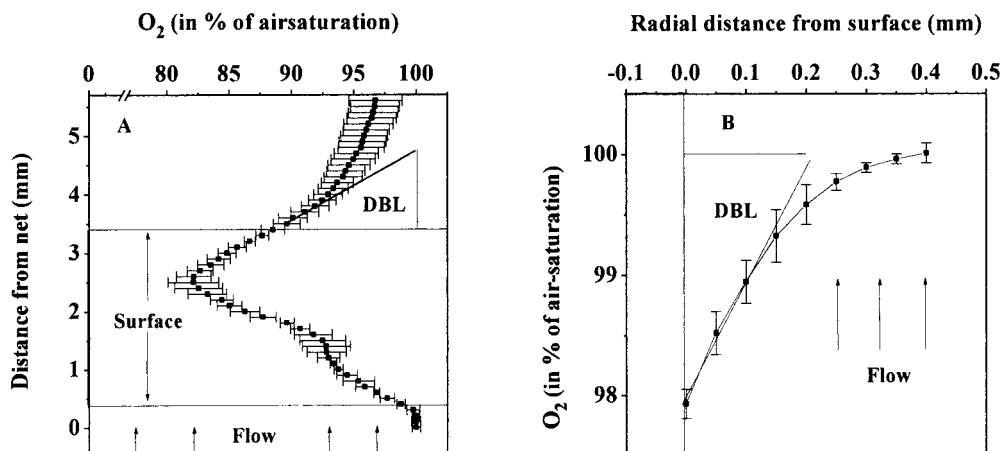 O2 (in % of airsaturation)
0 80 85 90 95 100
A
Distance from net (mm)
5
4
3
2
1
0
DBL
Surface
Flow
Radial distance from surface (mm)
-0.1 0.0 0.1 0.2 0.3 0.4 0.5
B
O2 (in % of air-saturation)
100
99
98
DBL
Flow